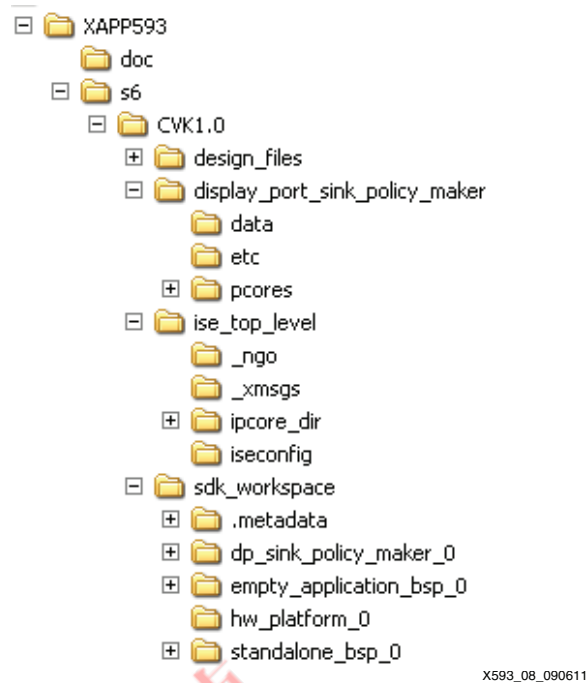 XAPP593
doc
s6
CVK1.0
design_files
display_port_sink_policy_maker
data
etc
pcores
ise_top_level
_ngo
_xmsgs
ipcore_dir
iseconfig
sdk_workspace
.metadata
dp_sink_policy_maker_0
empty_application_bsp_0
hw_platform_0
standalone_bsp_0
X593_08_090611